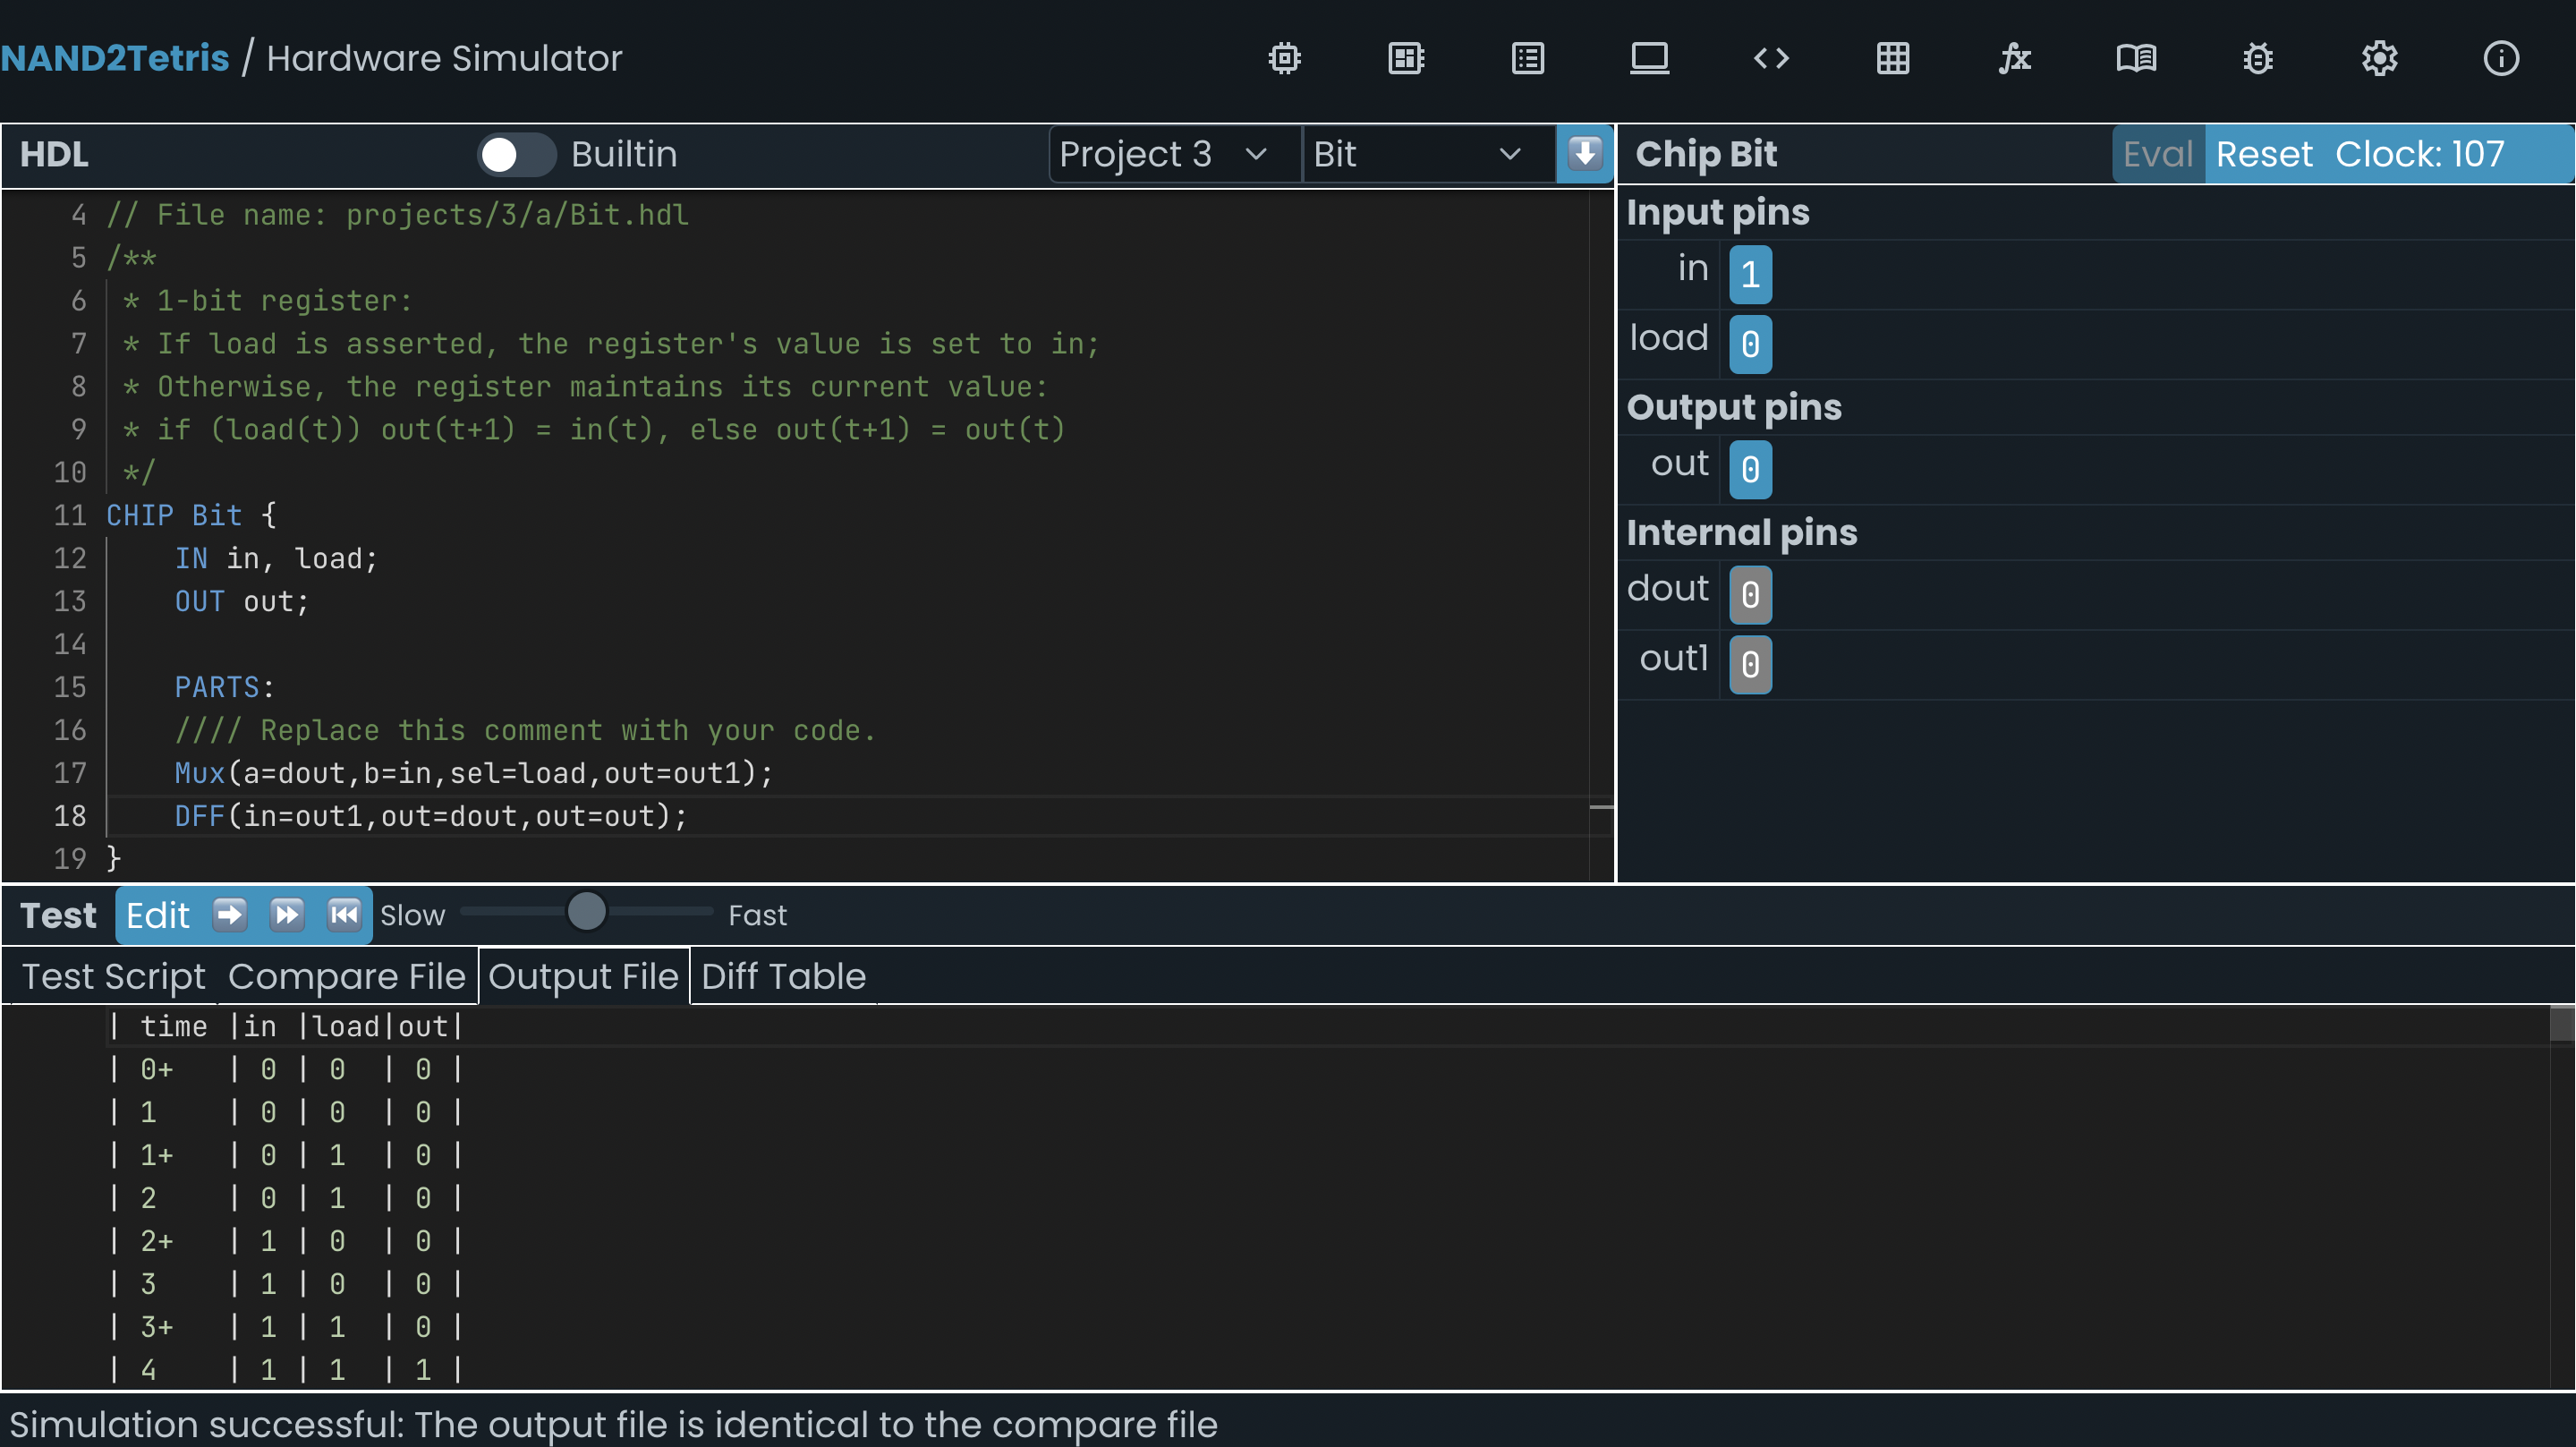 NAND2Tetris / Hardware Simulator
HDL Builtin Project 3 Bit
4 // File name: projects/3/a/Bit.hdl
5 /**
6 * 1-bit register:
7 * If load is asserted, the register's value is set to in;
8 * Otherwise, the register maintains its current value:
9 * if (load(t)) out(t+1) = in(t), else out(t+1) = out(t)
10 */
11 CHIP Bit {
12 IN in, load;
13 OUT out;
14
15 PARTS:
16 //// Replace this comment with your code.
17 Mux(a=dout,b=in,sel=load,out=out1);
18 DFF(in=out1,out=dout,out=out);
19 }
Chip Bit Eval Reset Clock: 107
Input pins
in 1
load 0
Output pins
out 0
Internal pins
dout 0
out1 0
Test Edit Slow Fast
Test Script Compare File Output File Diff Table
| time |in |load|out|
| 0+ | 0 | 0 | 0 |
| 1 | 0 | 0 | 0 |
| 1+ | 0 | 1 | 0 |
| 2 | 0 | 1 | 0 |
| 2+ | 1 | 0 | 0 |
| 3 | 1 | 0 | 0 |
| 3+ | 1 | 1 | 0 |
| 4 | 1 | 1 | 1 |
Simulation successful: The output file is identical to the compare file